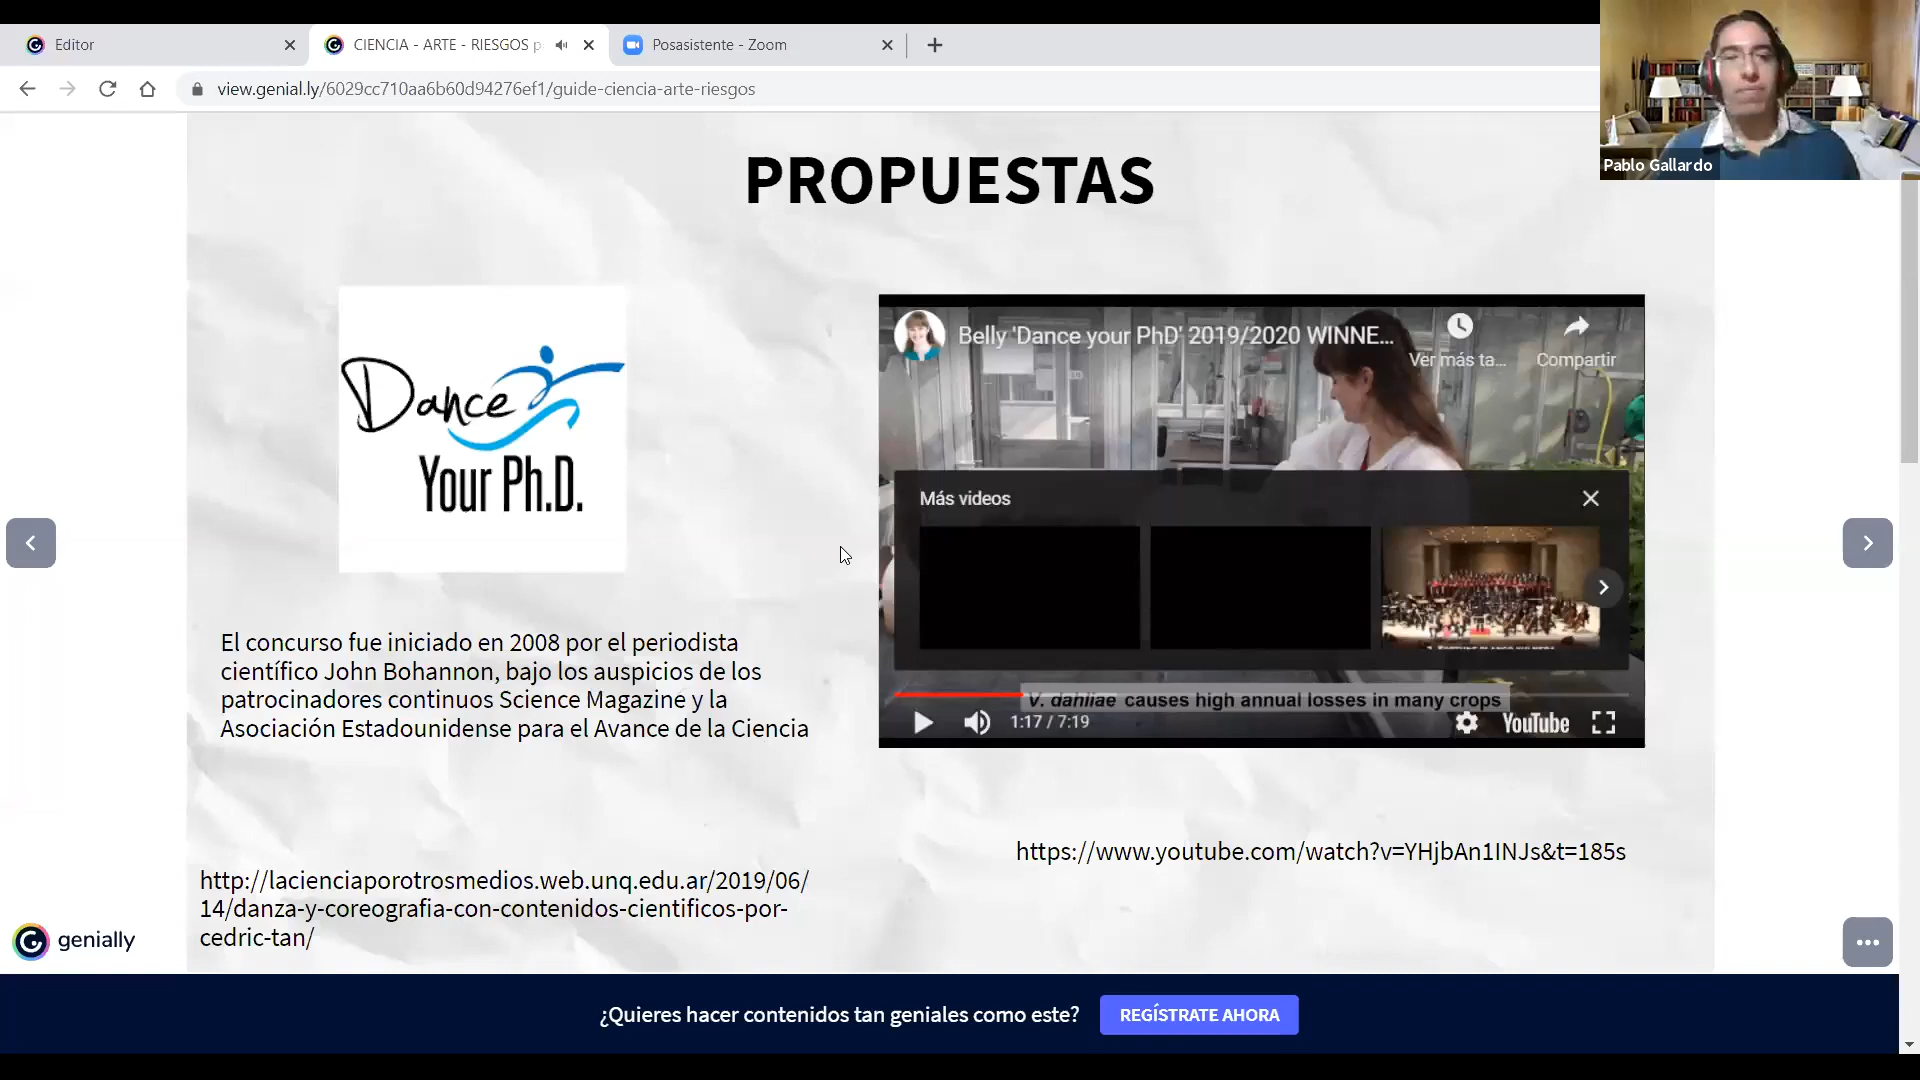 Editor
CIENCIA - ARTE - RIESGOS p
Posasistente - Zoom
view.genial.ly/6029cc710aa6b60d94276ef1/guide-ciencia-arte-riesgos
Pablo Gallardo
PROPUESTAS
Dance
Your Ph.D.
Belly 'Dance your PhD' 2019/2020 WINNE...
Ver más ta...
Compartir
Más videos
V. dahliae causes high annual losses in many crops
1:17 / 7:19
YouTube
El concurso fue iniciado en 2008 por el periodista
científico John Bohannon, bajo los auspicios de los
patrocinadores continuos Science Magazine y la
Asociación Estadounidense para el Avance de la Ciencia
https://www.youtube.com/watch?v=YHjbAn1INJs&t=185s
http://lacienciaporotrosmedios.web.unq.edu.ar/2019/06/
14/danza-y-coreografia-con-contenidos-cientificos-por-
cedric-tan/
genially
¿Quieres hacer contenidos tan geniales como este?
REGÍSTRATE AHORA